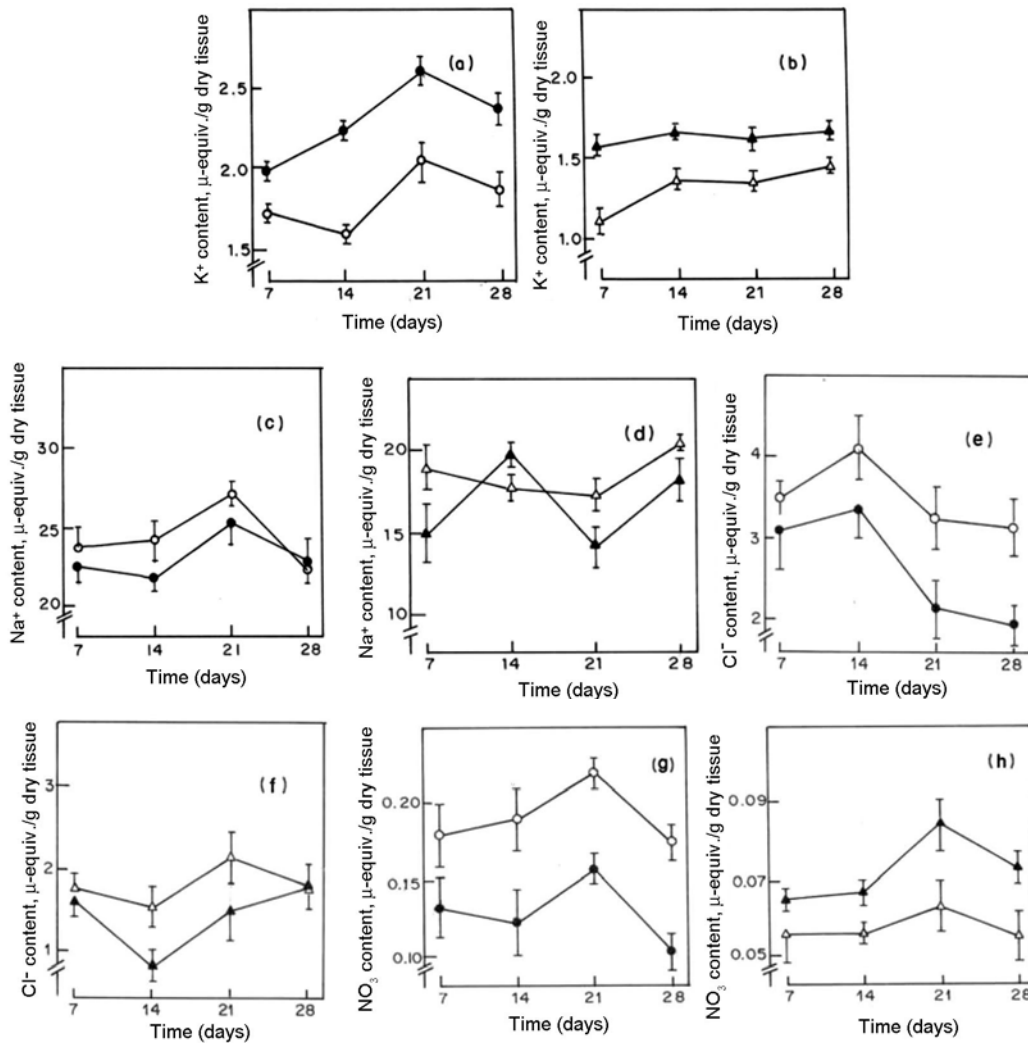 K⁺ content, μ-equiv./g dry tissue
(a)
2.5
2.0
1.5
7 14 21 28
Time (days)
K⁺ content, μ-equiv./g dry tissue
(b)
2.0
1.5
1.0
7 14 21 28
Time (days)
Na⁺ content, μ-equiv./g dry tissue
(c)
30
25
20
7 14 21 28
Time (days)
Na⁺ content, μ-equiv./g dry tissue
(d)
20
15
10
7 14 21 28
Time (days)
Cl⁻ content, μ-equiv./g dry tissue
(e)
4
3
2
7 14 21 28
Time (days)
Cl⁻ content, μ-equiv./g dry tissue
(f)
3
2
1
7 14 21 28
Time (days)
NO₃ content, μ-equiv./g dry tissue
(g)
0.20
0.15
0.10
7 14 21 28
Time (days)
NO₃ content, μ-equiv./g dry tissue
(h)
0.09
0.07
0.05
7 14 21 28
Time (days)